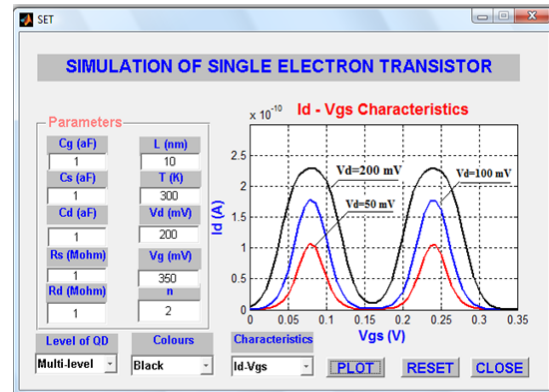 SET
SIMULATION OF SINGLE ELECTRON TRANSISTOR
Parameters
Cg (aF)
1
Cs (aF)
1
Cd (aF)
1
Rs (Mohm)
1
Rd (Mohm)
1
L (nm)
10
T (K)
300
Vd (mV)
200
Vg (mV)
350
n
2
Id - Vgs Characteristics
x 10
-10
Id (A)
2.5
2
1.5
1
0.5
0
Vd=200 mV
Vd=100 mV
Vd=50 mV
0 0.05 0.1 0.15 0.2 0.25 0.3 0.35
Vgs (V)
Level of QD
Multi-level
Colours
Black
Characteristics
Id-Vgs
PLOT
RESET
CLOSE